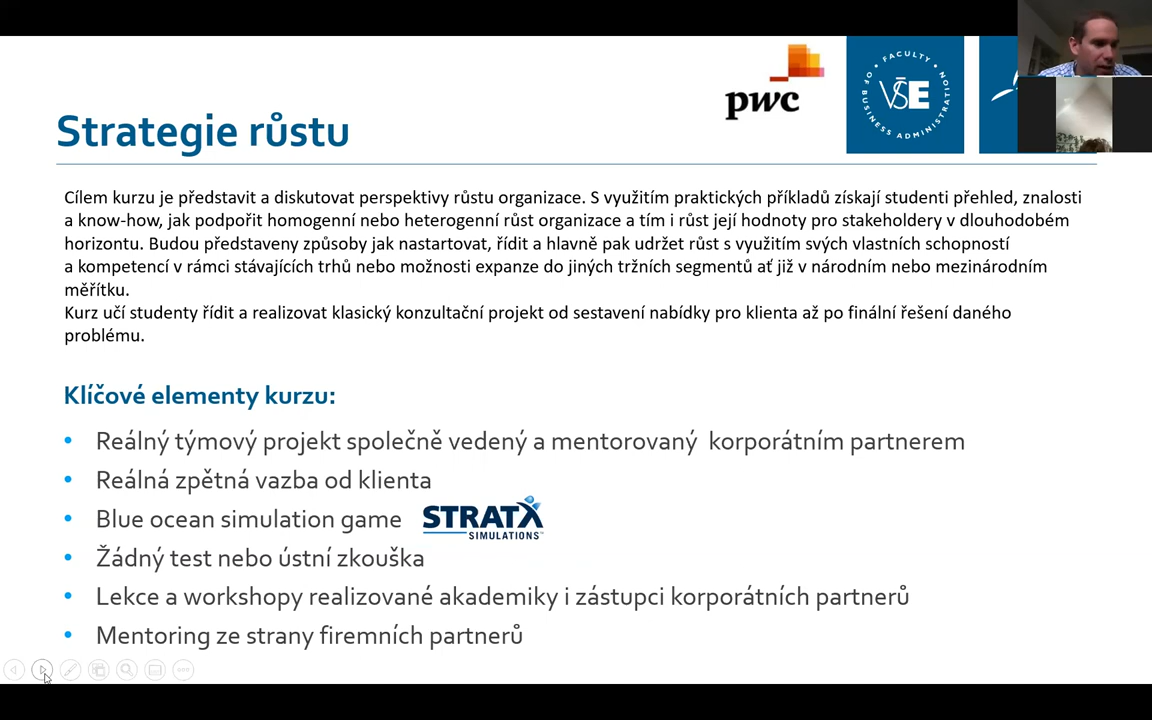 pwc
FACULTY OF BUSINESS ADMINISTRATION
VŠE
Strategie růstu
Cílem kurzu je představit a diskutovat perspektivy růstu organizace. S využitím praktických příkladů získají studenti přehled, znalosti
a know-how, jak podpořit homogenní nebo heterogenní růst organizace a tím i růst její hodnoty pro stakeholdery v dlouhodobém
horizontu. Budou představeny způsoby jak nastartovat, řídit a hlavně pak udržet růst s využitím svých vlastních schopností
a kompetencí v rámci stávajících trhů nebo možnosti expanze do jiných tržních segmentů ať již v národním nebo mezinárodním
měřítku.
Kurz učí studenty řídit a realizovat klasický konzultační projekt od sestavení nabídky pro klienta až po finální řešení daného
problému.
Klíčové elementy kurzu:
• Reálný týmový projekt společně vedený a mentorovaný korporátním partnerem
• Reálná zpětná vazba od klienta
• Blue ocean simulation game STRATX SIMULATIONS™
• Žádný test nebo ústní zkouška
• Lekce a workshopy realizované akademiky i zástupci korporátních partnerů
• Mentoring ze strany firemních partnerů